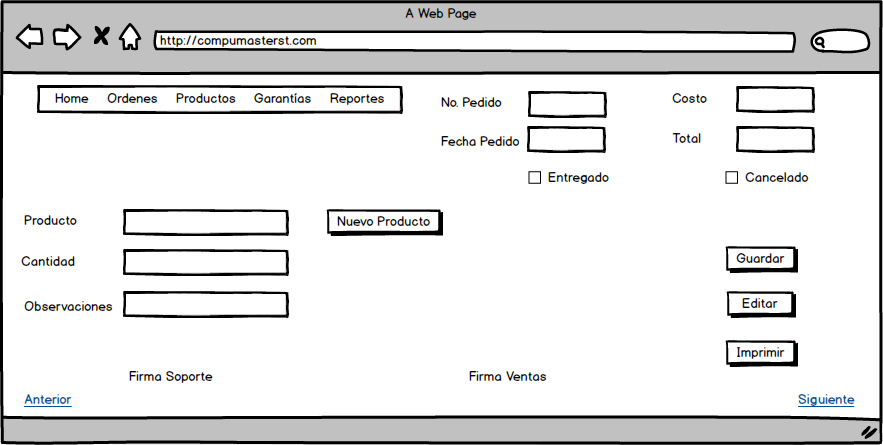 A Web Page
http://compumasterst.com
Home Ordenes Productos Garantías Reportes
No. Pedido
Costo
Fecha Pedido
Total
Entregado
Cancelado
Producto
Nuevo Producto
Cantidad
Guardar
Observaciones
Editar
Imprimir
Firma Soporte
Firma Ventas
Anterior
Siguiente